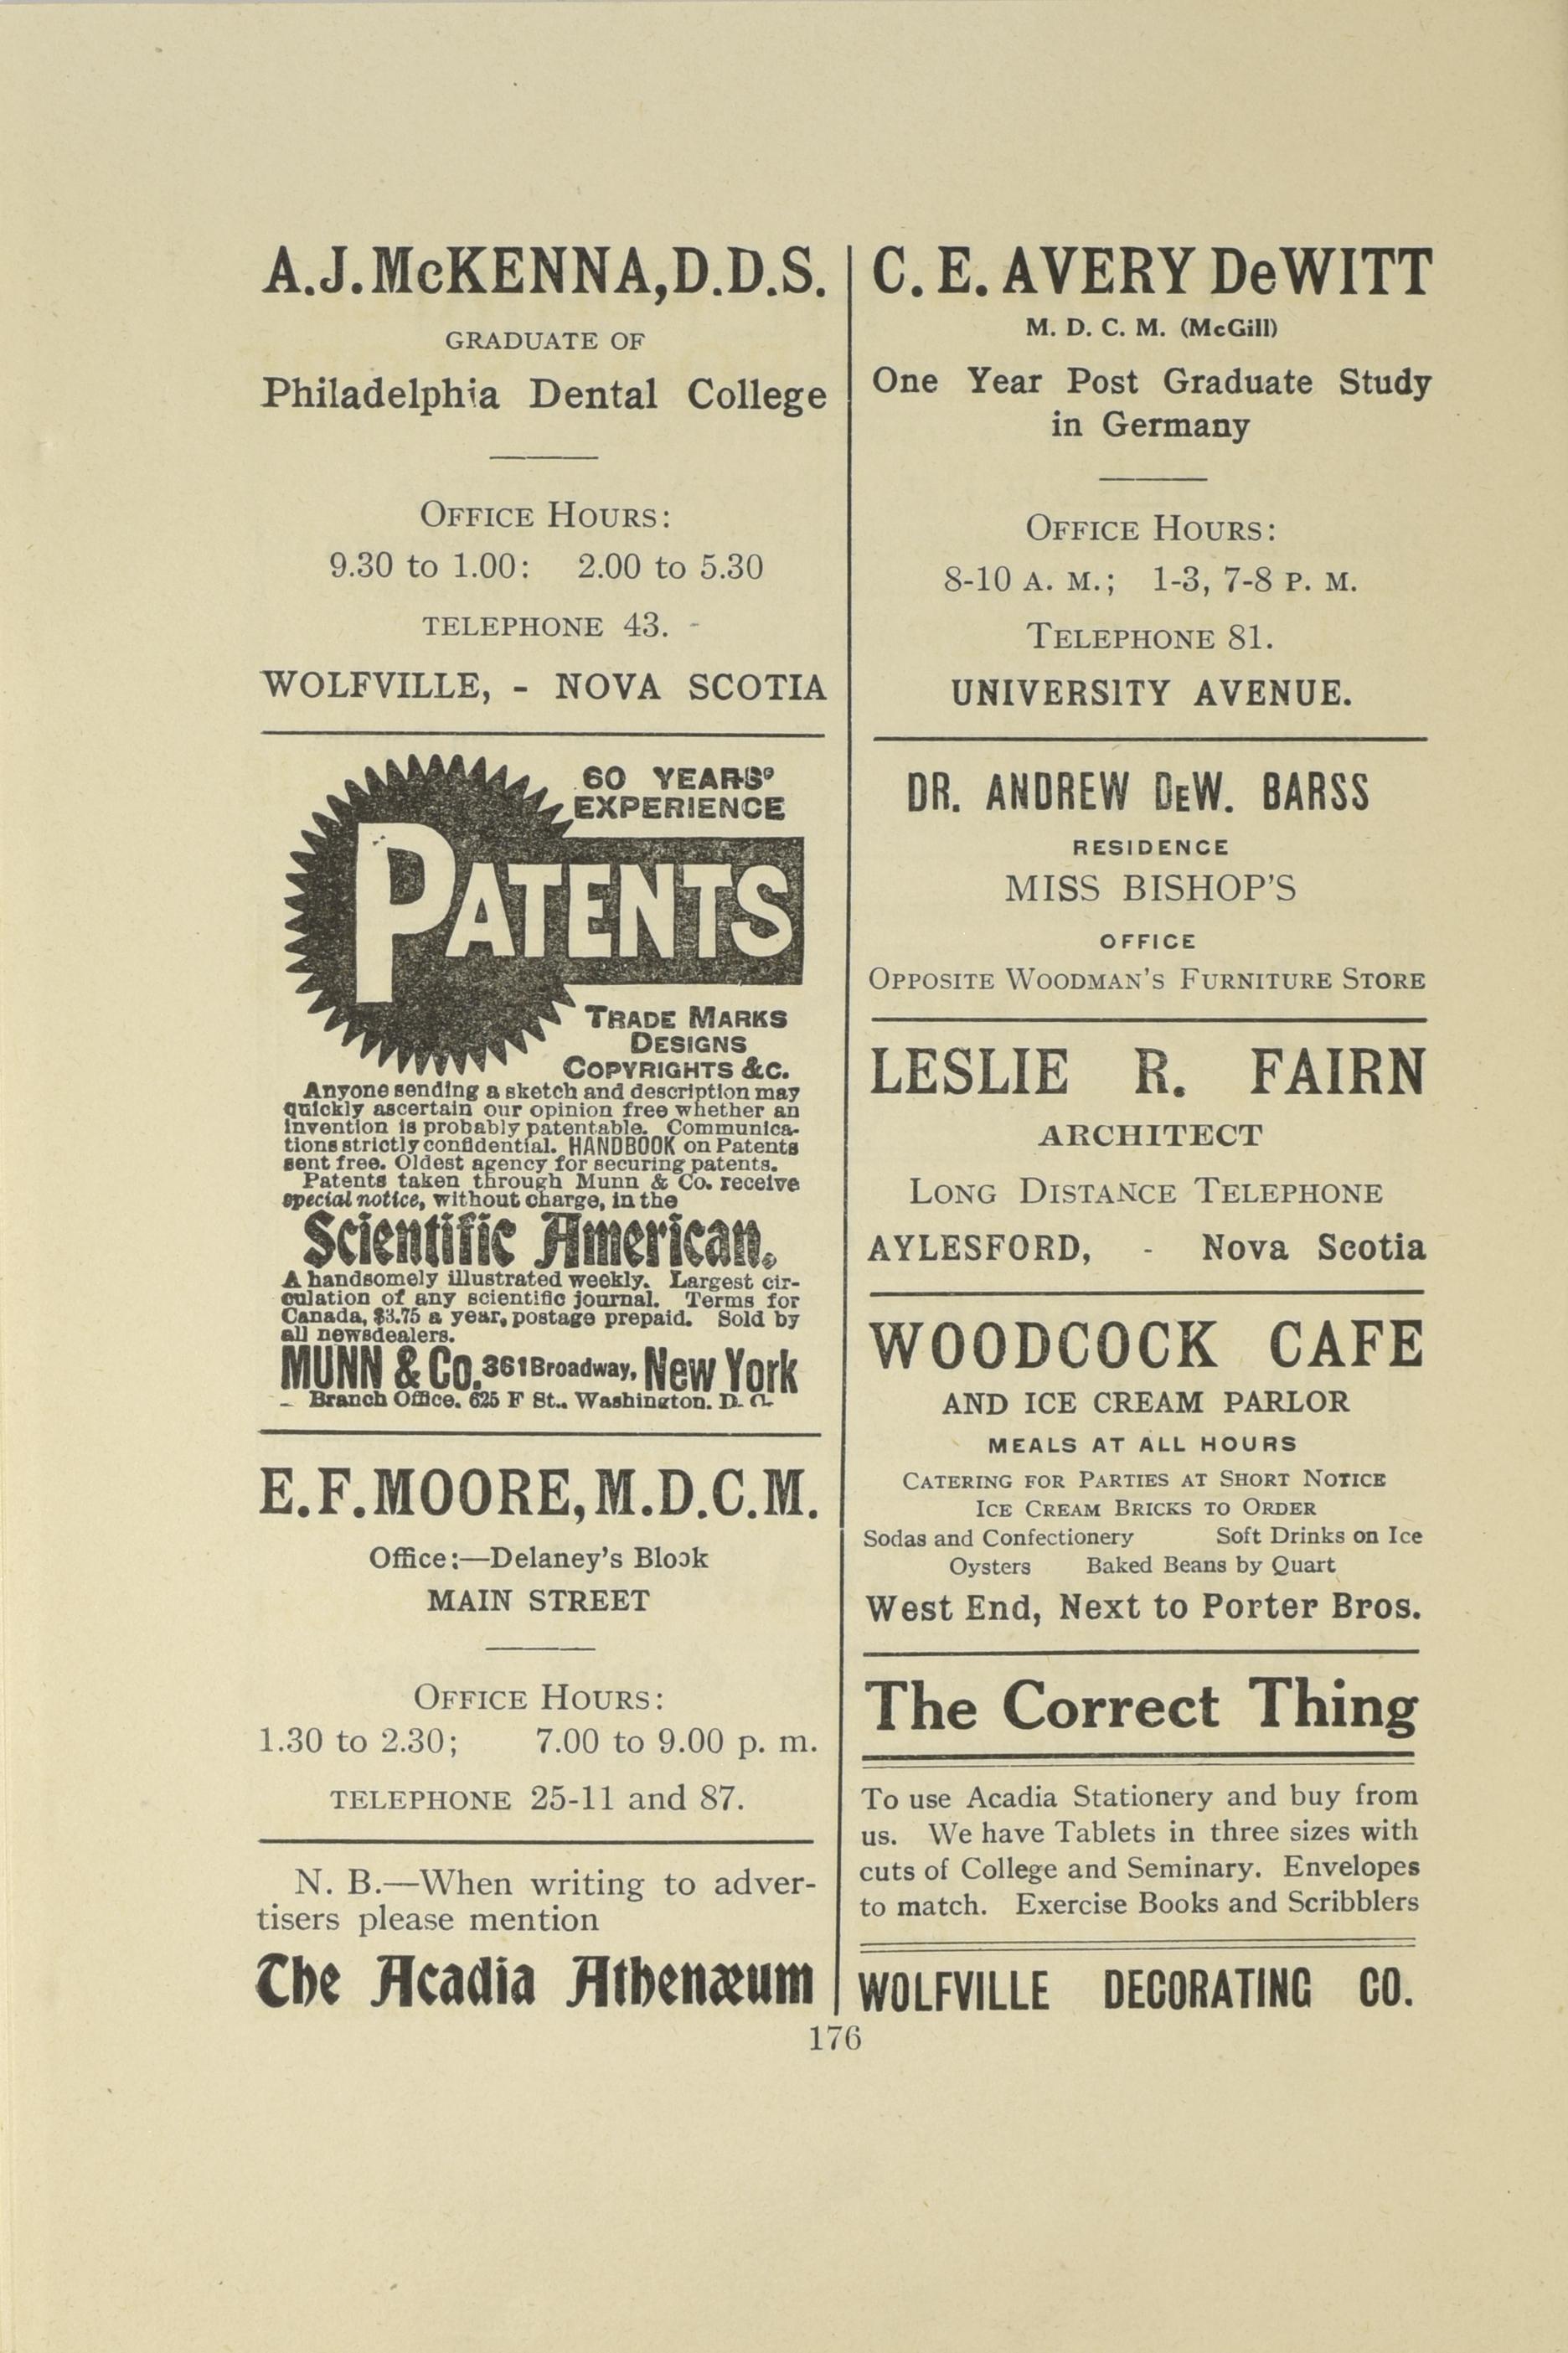 A.J. McKENNA, D.D.S.
GRADUATE OF
Philadelphia Dental College
OFFICE HOURS:
9.30 to 1.00: 2.00 to 5.30
TELEPHONE 43. -
WOLFVILLE, - NOVA SCOTIA
60 YEARS'
EXPERIENCE
PATENTS
TRADE MARKS
DESIGNS
COPYRIGHTS &C.
Anyone sending a sketch and description may
quickly ascertain our opinion free whether an
invention is probably patentable. Communica-
tions strictly confidential. HANDBOOK on Patents
sent free. Oldest agency for securing patents.
Patents taken through Munn & Co. receive
special notice, without charge, in the
Scientific American.
A handsomely illustrated weekly. Largest cir-
culation of any scientific journal. Terms for
Canada, $3.75 a year, postage prepaid. Sold by
all newsdealers.
MUNN & Co. 361 Broadway, New York
Branch Office, 625 F St., Washington, D. C.
E. F. MOORE, M.D.C.M.
Office:—Delaney's Block
MAIN STREET
OFFICE HOURS:
1.30 to 2.30; 7.00 to 9.00 p. m.
TELEPHONE 25-11 and 87.
N. B.—When writing to adver-
tisers please mention
The Acadia Athenæum
C. E. AVERY DeWITT
M. D. C. M. (McGill)
One Year Post Graduate Study
in Germany
OFFICE HOURS:
8-10 A. M.; 1-3, 7-8 P. M.
TELEPHONE 81.
UNIVERSITY AVENUE.
DR. ANDREW DEW. BARSS
RESIDENCE
MISS BISHOP'S
OFFICE
OPPOSITE WOODMAN'S FURNITURE STORE
LESLIE R. FAIRN
ARCHITECT
LONG DISTANCE TELEPHONE
AYLESFORD, - Nova Scotia
WOODCOCK CAFE
AND ICE CREAM PARLOR
MEALS AT ALL HOURS
CATERING FOR PARTIES AT SHORT NOTICE
ICE CREAM BRICKS TO ORDER
Sodas and Confectionery Soft Drinks on Ice
Oysters Baked Beans by Quart
West End, Next to Porter Bros.
The Correct Thing
To use Acadia Stationery and buy from
us. We have Tablets in three sizes with
cuts of College and Seminary. Envelopes
to match. Exercise Books and Scribblers
WOLFVILLE DECORATING CO.
176